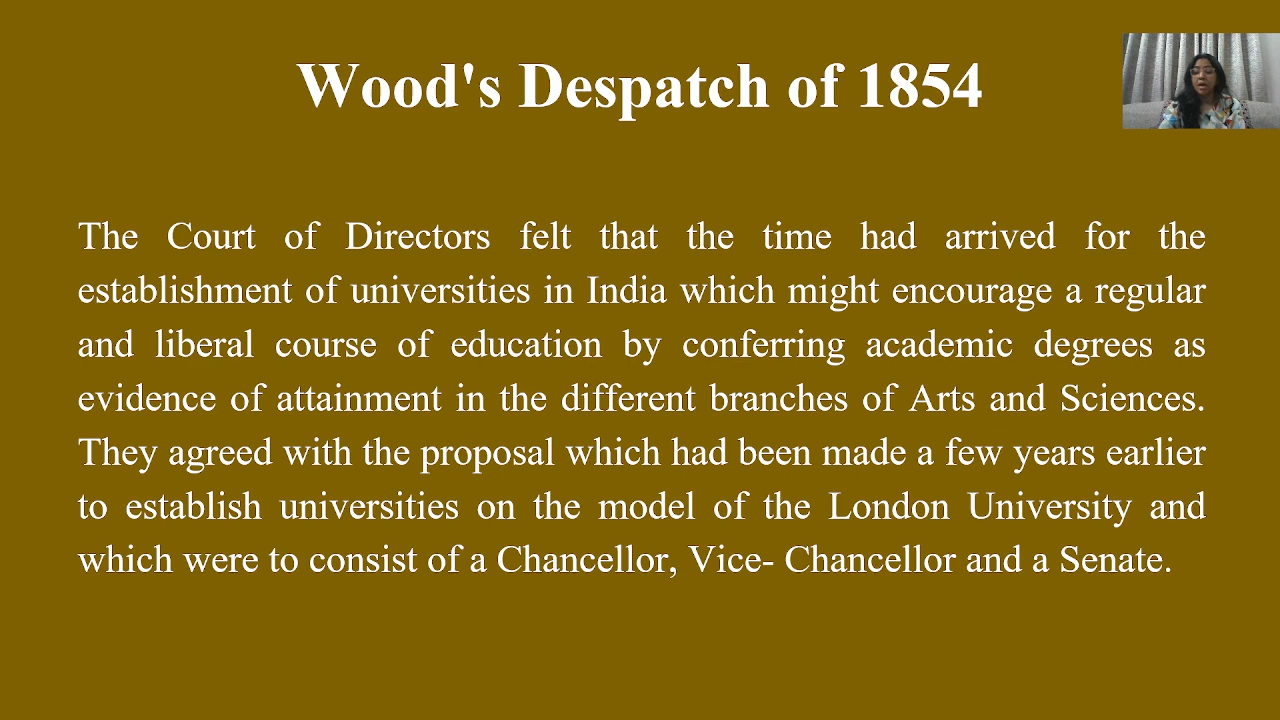 Wood's Despatch of 1854
The Court of Directors felt that the time had arrived for the
establishment of universities in India which might encourage a regular
and liberal course of education by conferring academic degrees as
evidence of attainment in the different branches of Arts and Sciences.
They agreed with the proposal which had been made a few years earlier
to establish universities on the model of the London University and
which were to consist of a Chancellor, Vice- Chancellor and a Senate.